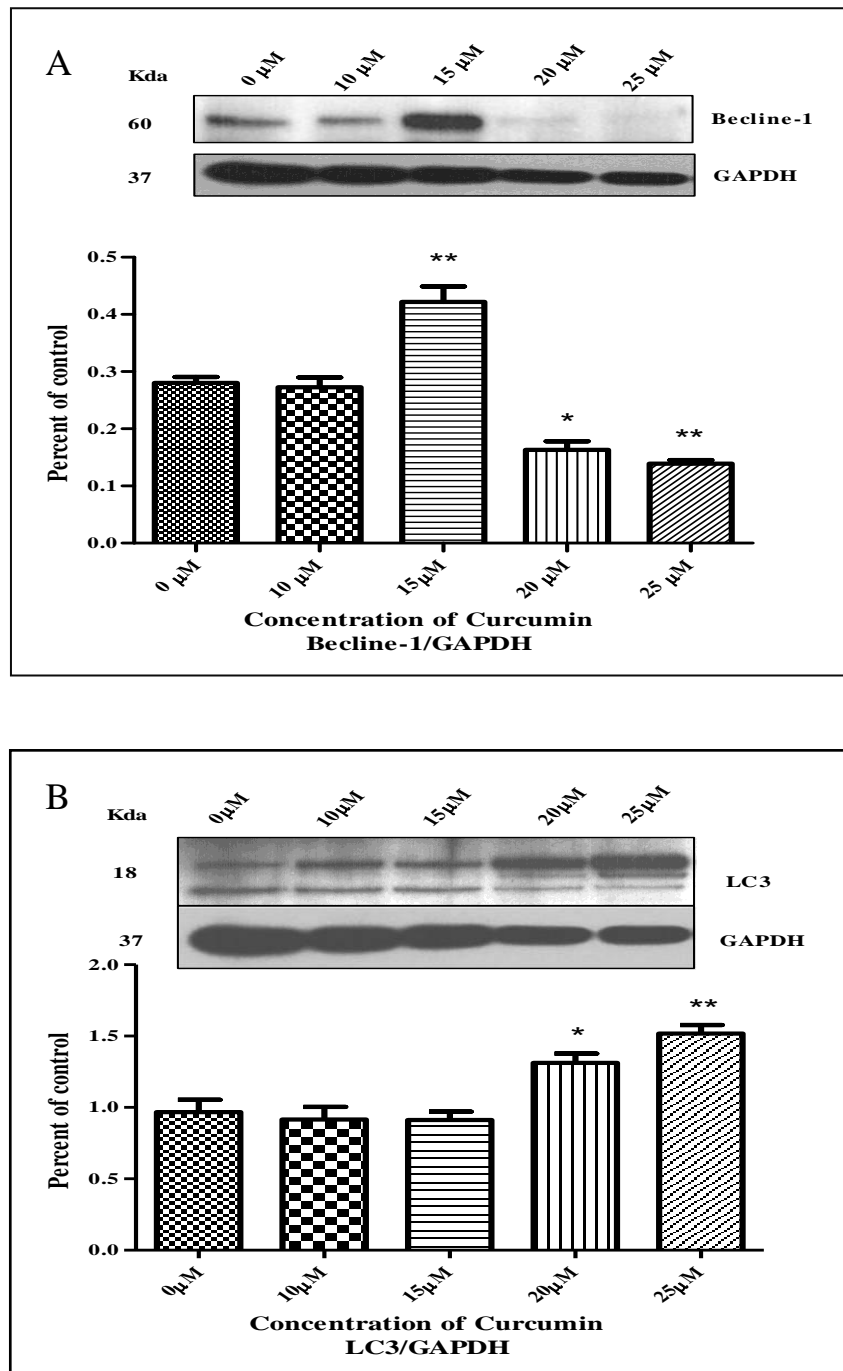 A
Kda
0 µM 10 µM 15 µM 20 µM 25 µM
60 Becline-1
37 GAPDH
**
*
**
0.5
0.4
0.3
0.2
0.1
0.0
Percent of control
0 µM 10 µM 15 µM 20 µM 25 µM
Concentration of Curcumin
Becline-1/GAPDH
B
Kda
0µM 10µM 15µM 20µM 25µM
18 LC3
37 GAPDH
*
**
2.0
1.5
1.0
0.5
0.0
Percent of control
0µM 10µM 15µM 20µM 25µM
Concentration of Curcumin
LC3/GAPDH